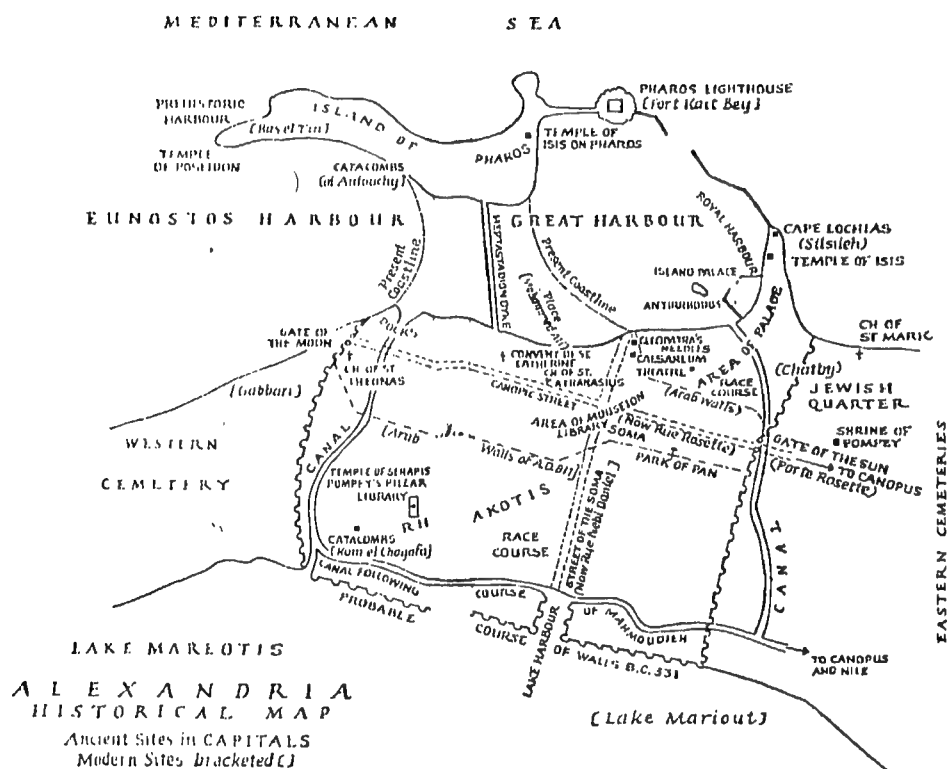 MEDITERRANEAN SEA
PHAROS LIGHTHOUSE
[Fort Kait Bey]
PREHISTORIC
HARBOUR
[Ras el Tin]
ISLAND OF
PHAROS
TEMPLE OF
ISIS ON PHAROS
TEMPLE
OF POSEIDON
CATACOMBS
[of Anfouchy]
EUNOSTOS HARBOUR
GREAT HARBOUR
ROYAL HARBOUR
CAPE LOCHIAS
(Silsileh)
TEMPLE OF ISIS
Present
Coastline
HEPTASTADION DYKE
Present Coastline
Place
ISLAND PALACE
ANTIRRHODUS
AREA OF PALACE
CH OF
ST MARK
GATE OF
THE MOON
DOCKS
CH OF ST
THEONAS
CONVENT OF ST
CATHERINE
CH OF ST.
ATHANASIUS
CLEOPATRA'S
NEEDLES
CAESAREUM
THEATRE
RACE
COURSE
(Arab Walls)
(Chatby)
JEWISH
QUARTER
[Gabbari]
CANOPIC STREET
AREA OF MOUSEION
LIBRARY
SOMA
(Now Rue Rosette)
GATE OF THE SUN
(Porte Rosette)
TO CANOPUS
SHRINE OF
POMPEY
WESTERN
CEMETERY
CANAL
(Arab
Walls of A.D. 811]
PARK OF PAN
TEMPLE OF SERAPIS
POMPEY'S PILLAR
LIBRARY
RHAKOTIS
RACE
COURSE
STREET OF THE SOMA
(Now Rue Nebi Daniel]
CATACOMBS
(Kom el Chogafa)
CANAL
EASTERN CEMETERIES
CANAL FOLLOWING COURSE OF MAHMOUDIEH
PROBABLE COURSE OF WALLS B.C. 331
LAKE HARBOUR
TO CANOPUS
AND NILE
LAKE MAREOTIS
[Lake Mariout]
ALEXANDRIA
HISTORICAL MAP
Ancient Sites in CAPITALS
Modern Sites bracketed []